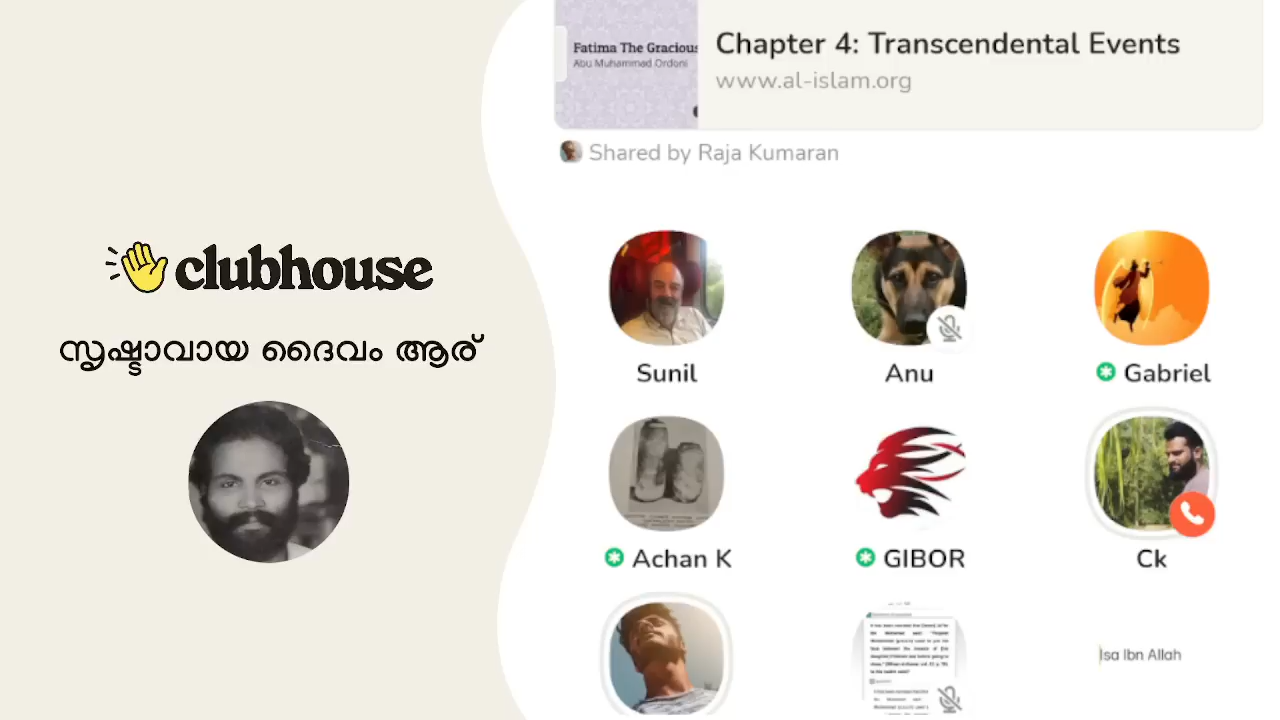 clubhouse
സൃഷ്ടാവായ ദൈവം ആര്
Fatima The Gracious
Abu Muhammad Ordoni
Chapter 4: Transcendental Events
www.al-islam.org
Shared by Raja Kumaran
Sunil
Anu
Gabriel
Achan K
GIBOR
Ck
Isa Ibn Allah